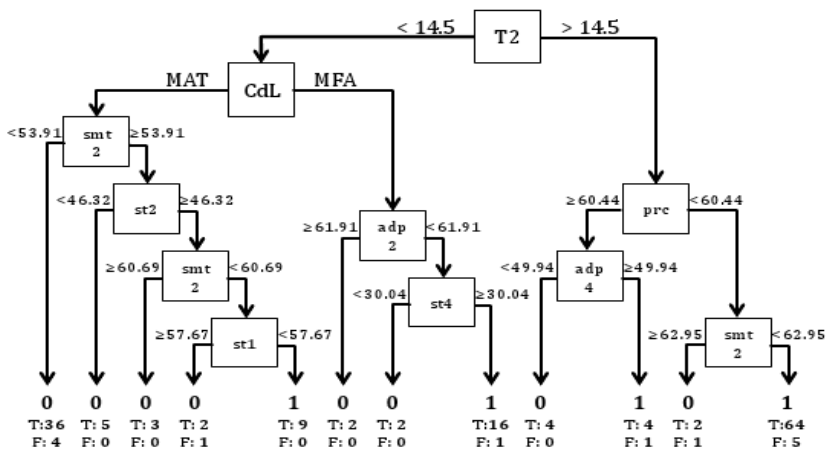 < 14.5 T2 > 14.5
MAT CdL MFA
<53.91 smt 2 ≥53.91
<46.32 st2 ≥46.32
≥61.91 adp 2 <61.91
≥60.44 prc <60.44
≥60.69 smt 2 <60.69
<30.04 st4 ≥30.04
<49.94 adp 4 ≥49.94
≥57.67 st1 <57.67
≥62.95 smt 2 <62.95
0 0 0 0 1 0 0 1 0 1 0 1
T:36 T: 5 T: 3 T: 2 T: 9 T: 2 T: 2 T:16 T: 4 T: 4 T: 2 T:64
F: 4 F: 0 F: 0 F: 1 F: 0 F: 0 F: 0 F: 1 F: 0 F: 1 F: 1 F: 5